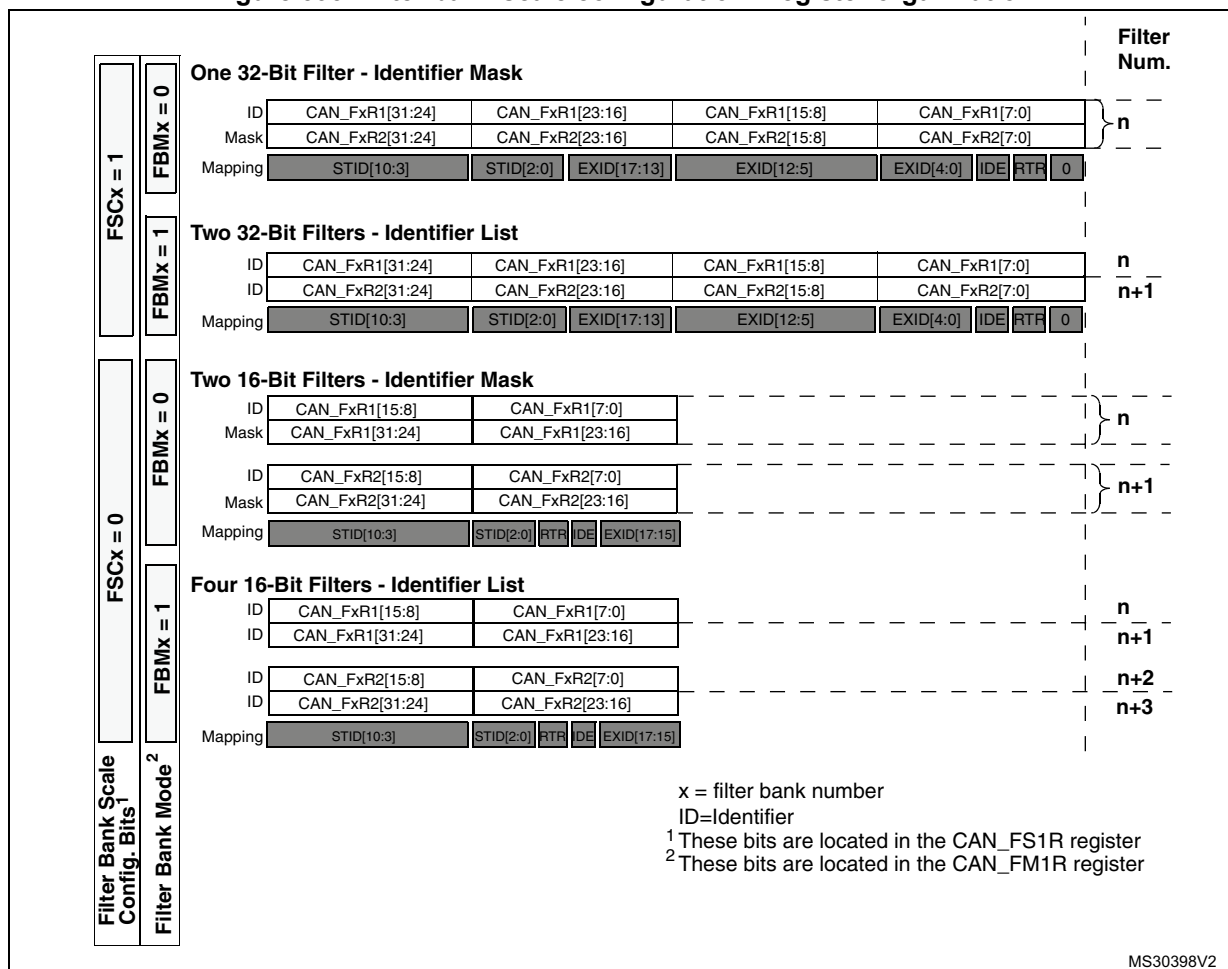 Filter
Num.
One 32-Bit Filter - Identifier Mask
ID CAN_FxR1[31:24] CAN_FxR1[23:16] CAN_FxR1[15:8] CAN_FxR1[7:0]
n
Mask CAN_FxR2[31:24] CAN_FxR2[23:16] CAN_FxR2[15:8] CAN_FxR2[7:0]
Mapping STID[10:3] STID[2:0] EXID[17:13] EXID[12:5] EXID[4:0] IDE RTR 0
FBMx = 0
FSCx = 1
Two 32-Bit Filters - Identifier List
ID CAN_FxR1[31:24] CAN_FxR1[23:16] CAN_FxR1[15:8] CAN_FxR1[7:0] n
ID CAN_FxR2[31:24] CAN_FxR2[23:16] CAN_FxR2[15:8] CAN_FxR2[7:0] n+1
Mapping STID[10:3] STID[2:0] EXID[17:13] EXID[12:5] EXID[4:0] IDE RTR 0
FBMx = 1
Two 16-Bit Filters - Identifier Mask
ID CAN_FxR1[15:8] CAN_FxR1[7:0]
n
Mask CAN_FxR1[31:24] CAN_FxR1[23:16]
ID CAN_FxR2[15:8] CAN_FxR2[7:0]
n+1
Mask CAN_FxR2[31:24] CAN_FxR2[23:16]
Mapping STID[10:3] STID[2:0] RTR IDE EXID[17:15]
FBMx = 0
FSCx = 0
Four 16-Bit Filters - Identifier List
ID CAN_FxR1[15:8] CAN_FxR1[7:0] n
ID CAN_FxR1[31:24] CAN_FxR1[23:16] n+1
ID CAN_FxR2[15:8] CAN_FxR2[7:0] n+2
ID CAN_FxR2[31:24] CAN_FxR2[23:16] n+3
Mapping STID[10:3] STID[2:0] RTR IDE EXID[17:15]
FBMx = 1
Filter Bank Scale
Config. Bits1
Filter Bank Mode2
x = filter bank number
ID=Identifier
1 These bits are located in the CAN_FS1R register
2 These bits are located in the CAN_FM1R register
MS30398V2